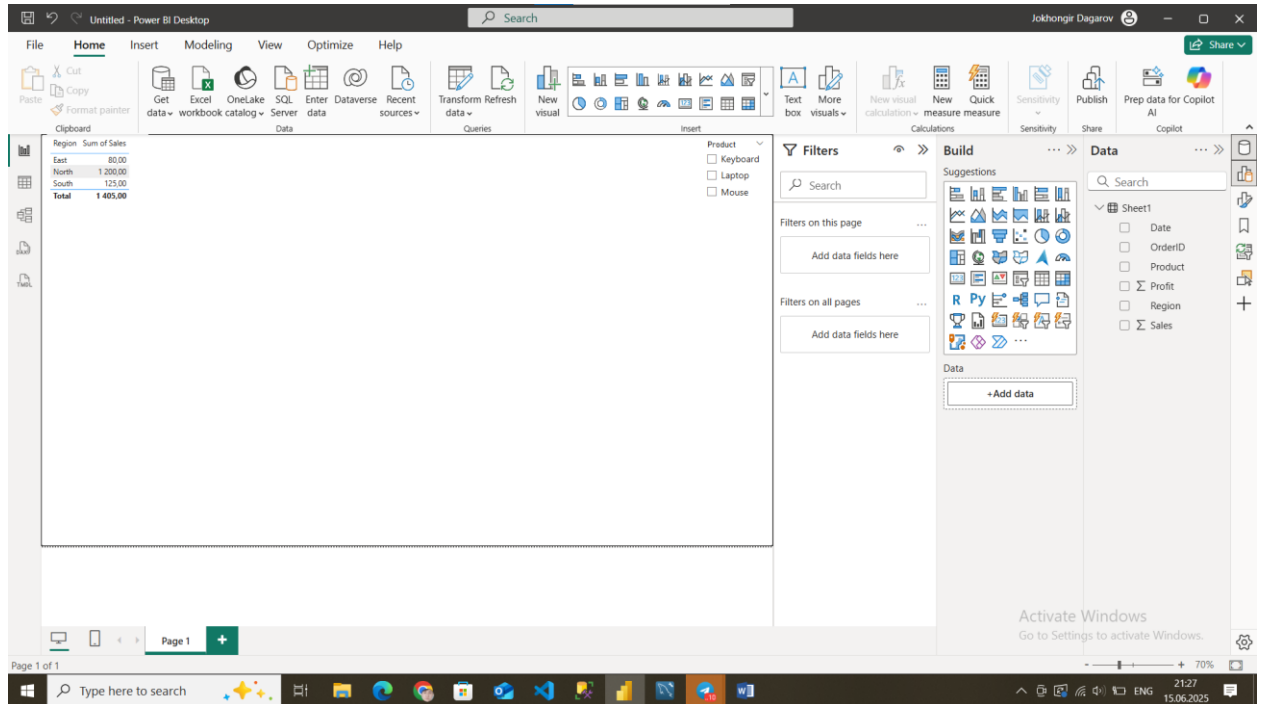 Untitled - Power BI Desktop
Search
Jokhongir Dagarov
File Home Insert Modeling View Optimize Help
Share
Paste
Cut
Copy
Format painter
Clipboard
Get data
Excel workbook
OneLake catalog
SQL Server
Enter data
Dataverse
Recent sources
Data
Transform data
Refresh
Queries
New visual
Insert
Text box
More visuals
New visual calculation
New measure
Quick measure
Calculations
Sensitivity
Sensitivity
Publish
Share
Prep data for Copilot AI
Copilot
Region Sum of Sales
East 80,00
North 1 200,00
South 125,00
Total 1 405,00
Product
Keyboard
Laptop
Mouse
Filters
Search
Filters on this page
Add data fields here
Filters on all pages
Add data fields here
Build
Suggestions
R Py
123
Data
+Add data
Data
Search
Sheet1
Date
OrderID
Product
Profit
Region
Sales
DAX
TMDL
Activate Windows
Go to Settings to activate Windows.
Page 1
Page 1 of 1
- + 70%
Type here to search
ENG
21:27
15.06.2025